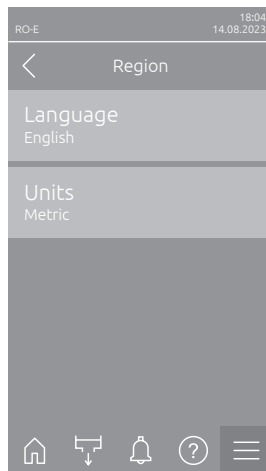 18:04
RO-E 14.08.2023
Region
Language
English
Units
Metric
?